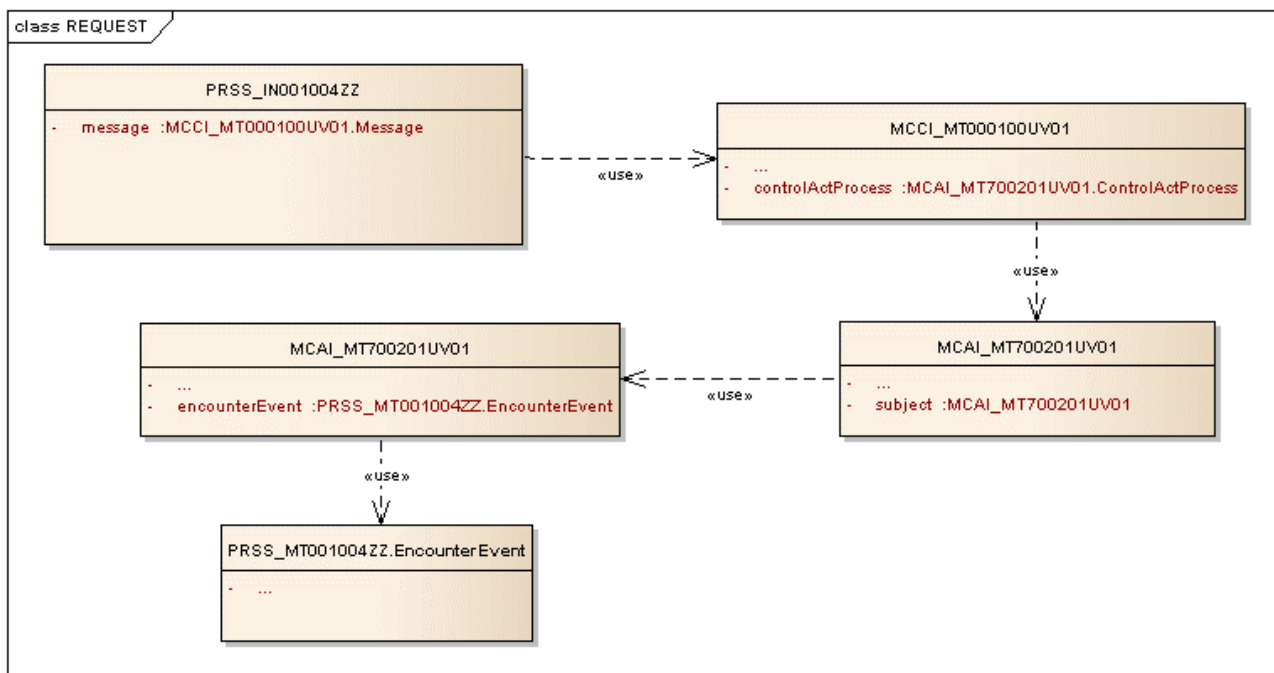 class REQUEST
PRSS_IN001004ZZ
- message :MCCI_MT000100UV01.Message
«use»
MCCI_MT000100UV01
- ...
- controlActProcess :MCAI_MT700201UV01.ControlActProcess
«use»
MCAI_MT700201UV01
- ...
- subject :MCAI_MT700201UV01
«use»
MCAI_MT700201UV01
- ...
- encounterEvent :PRSS_MT001004ZZ.EncounterEvent
«use»
PRSS_MT001004ZZ.EncounterEvent
- ...